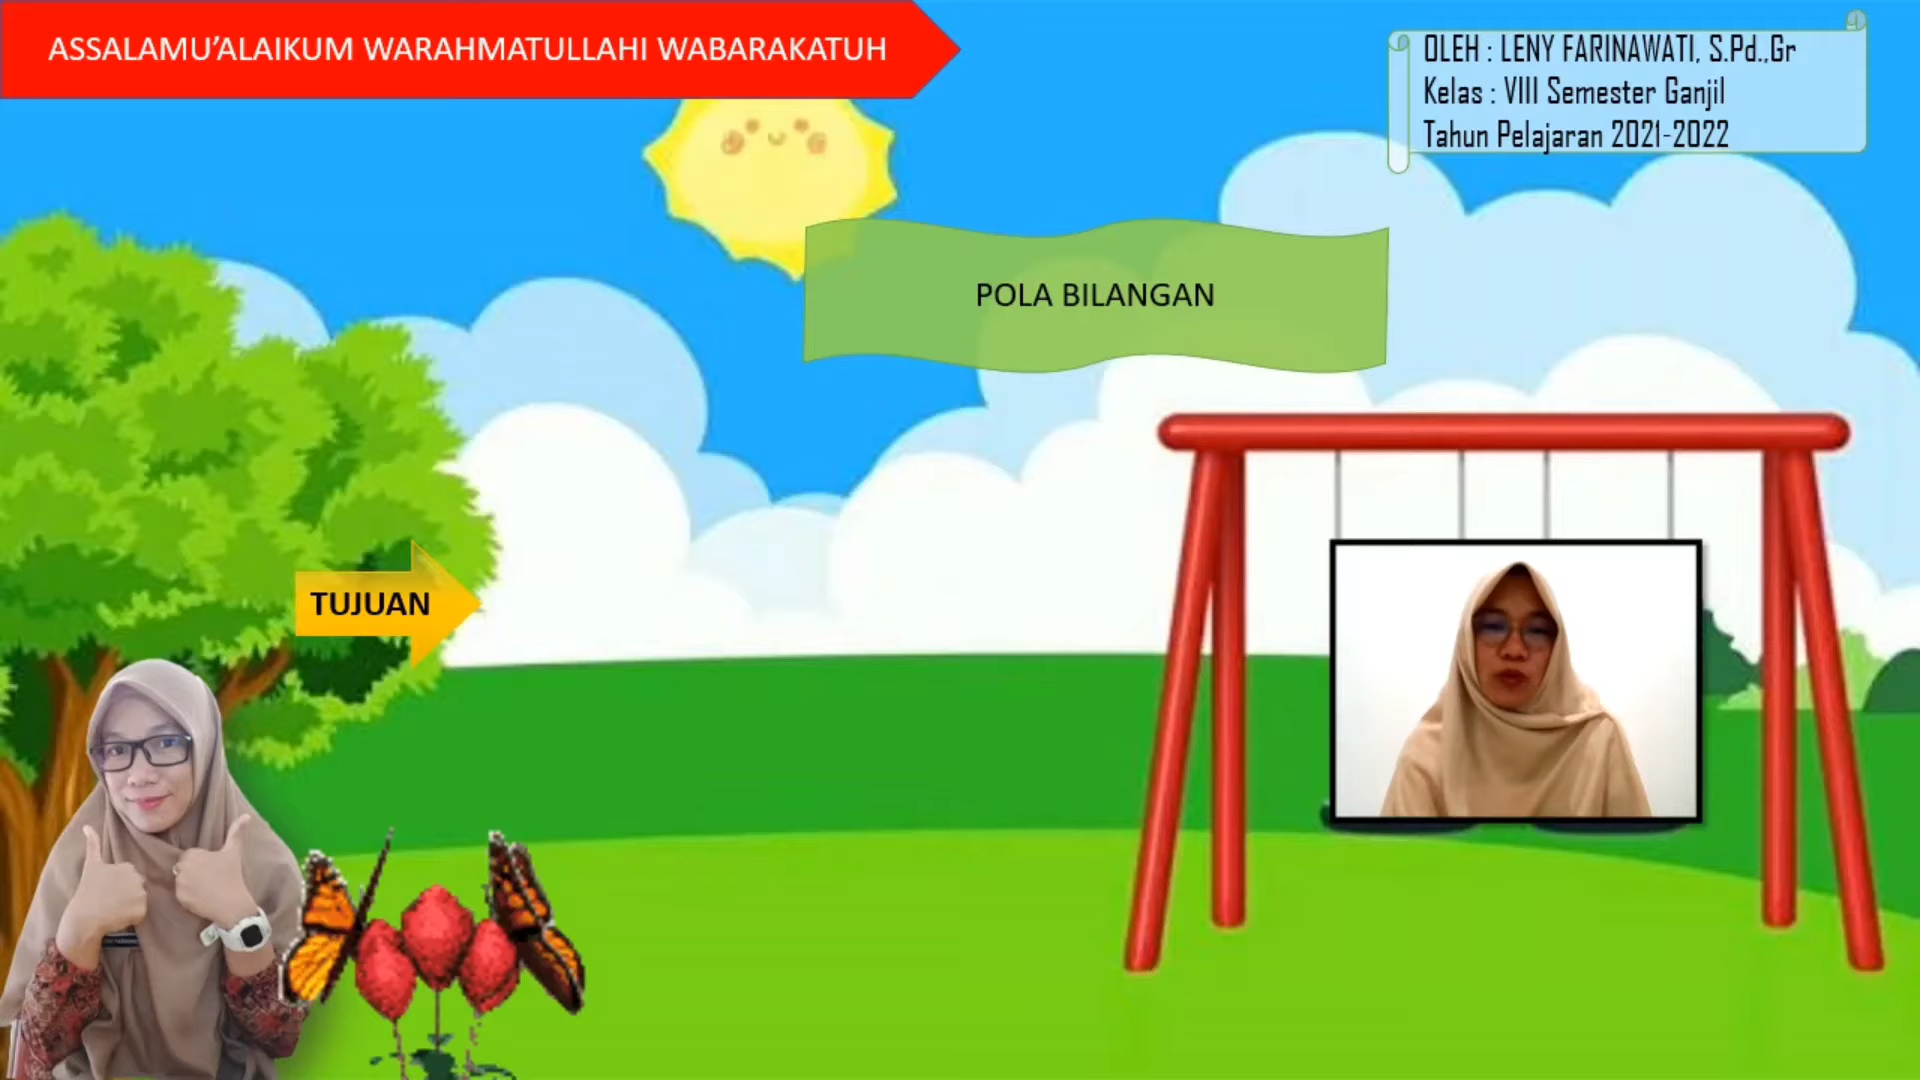 ASSALAMU’ALAIKUM WARAHMATULLAHI WABARAKATUH
OLEH : LENY FARINAWATI, S.Pd.,Gr
Kelas : VIII Semester Ganjil
Tahun Pelajaran 2021-2022
POLA BILANGAN
TUJUAN